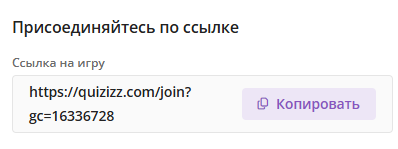 Присоединяйтесь по ссылке
Ссылка на игру
https://quizizz.com/join?
gc=16336728
Копировать